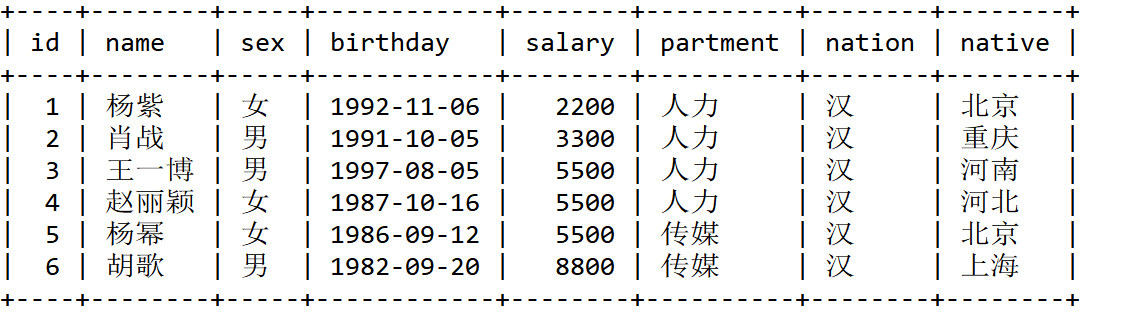 +----+--------+-----+------------+--------+----------+--------+--------+
| id | name   | sex | birthday   | salary | partment | nation | native |
+----+--------+-----+------------+--------+----------+--------+--------+
|  1 | 杨紫   | 女  | 1992-11-06 |   2200 | 人力     | 汉     | 北京   |
|  2 | 肖战   | 男  | 1991-10-05 |   3300 | 人力     | 汉     | 重庆   |
|  3 | 王一博 | 男  | 1997-08-05 |   5500 | 人力     | 汉     | 河南   |
|  4 | 赵丽颖 | 女  | 1987-10-16 |   5500 | 人力     | 汉     | 河北   |
|  5 | 杨幂   | 女  | 1986-09-12 |   5500 | 传媒     | 汉     | 北京   |
|  6 | 胡歌   | 男  | 1982-09-20 |   8800 | 传媒     | 汉     | 上海   |
+----+--------+-----+------------+--------+----------+--------+--------+